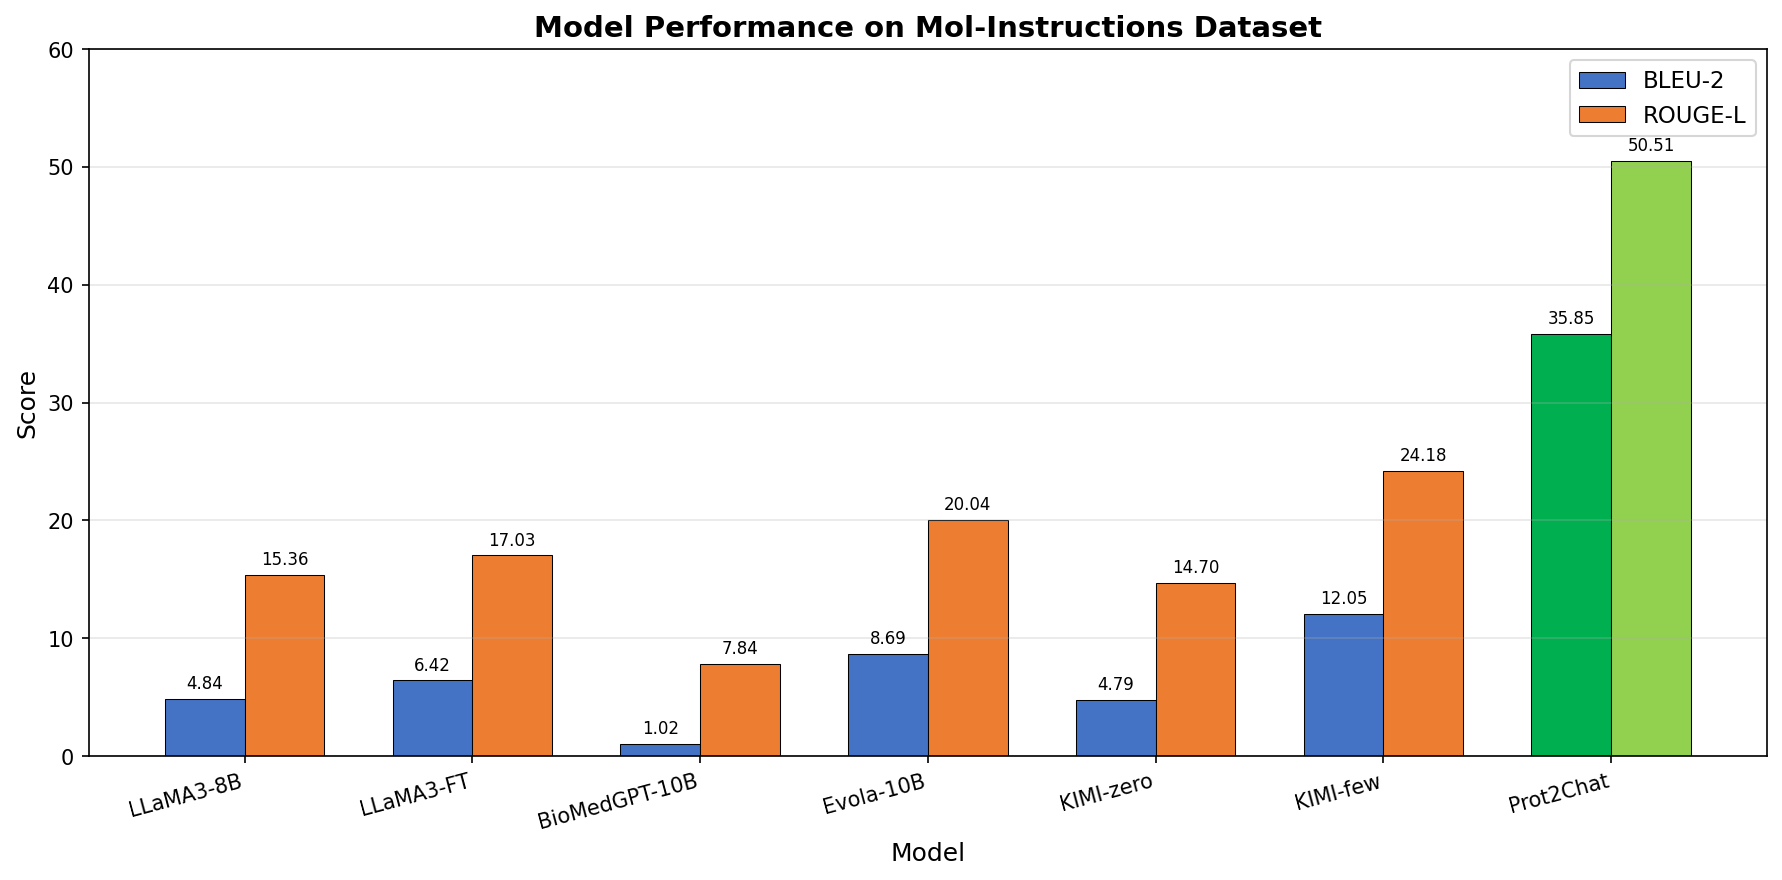 Model Performance on Mol-Instructions Dataset
BLEU-2
ROUGE-L
Score
60
50
40
30
20
10
0
4.84
15.36
6.42
17.03
1.02
7.84
8.69
20.04
4.79
14.70
12.05
24.18
35.85
50.51
LLaMA3-8B
LLaMA3-FT
BioMedGPT-10B
Evola-10B
KIMI-zero
KIMI-few
Prot2Chat
Model